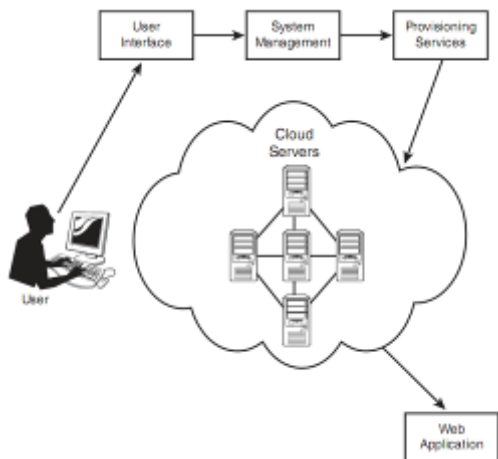 User
Interface
System
Management
Provisioning
Services
Cloud
Servers
User
Web
Application